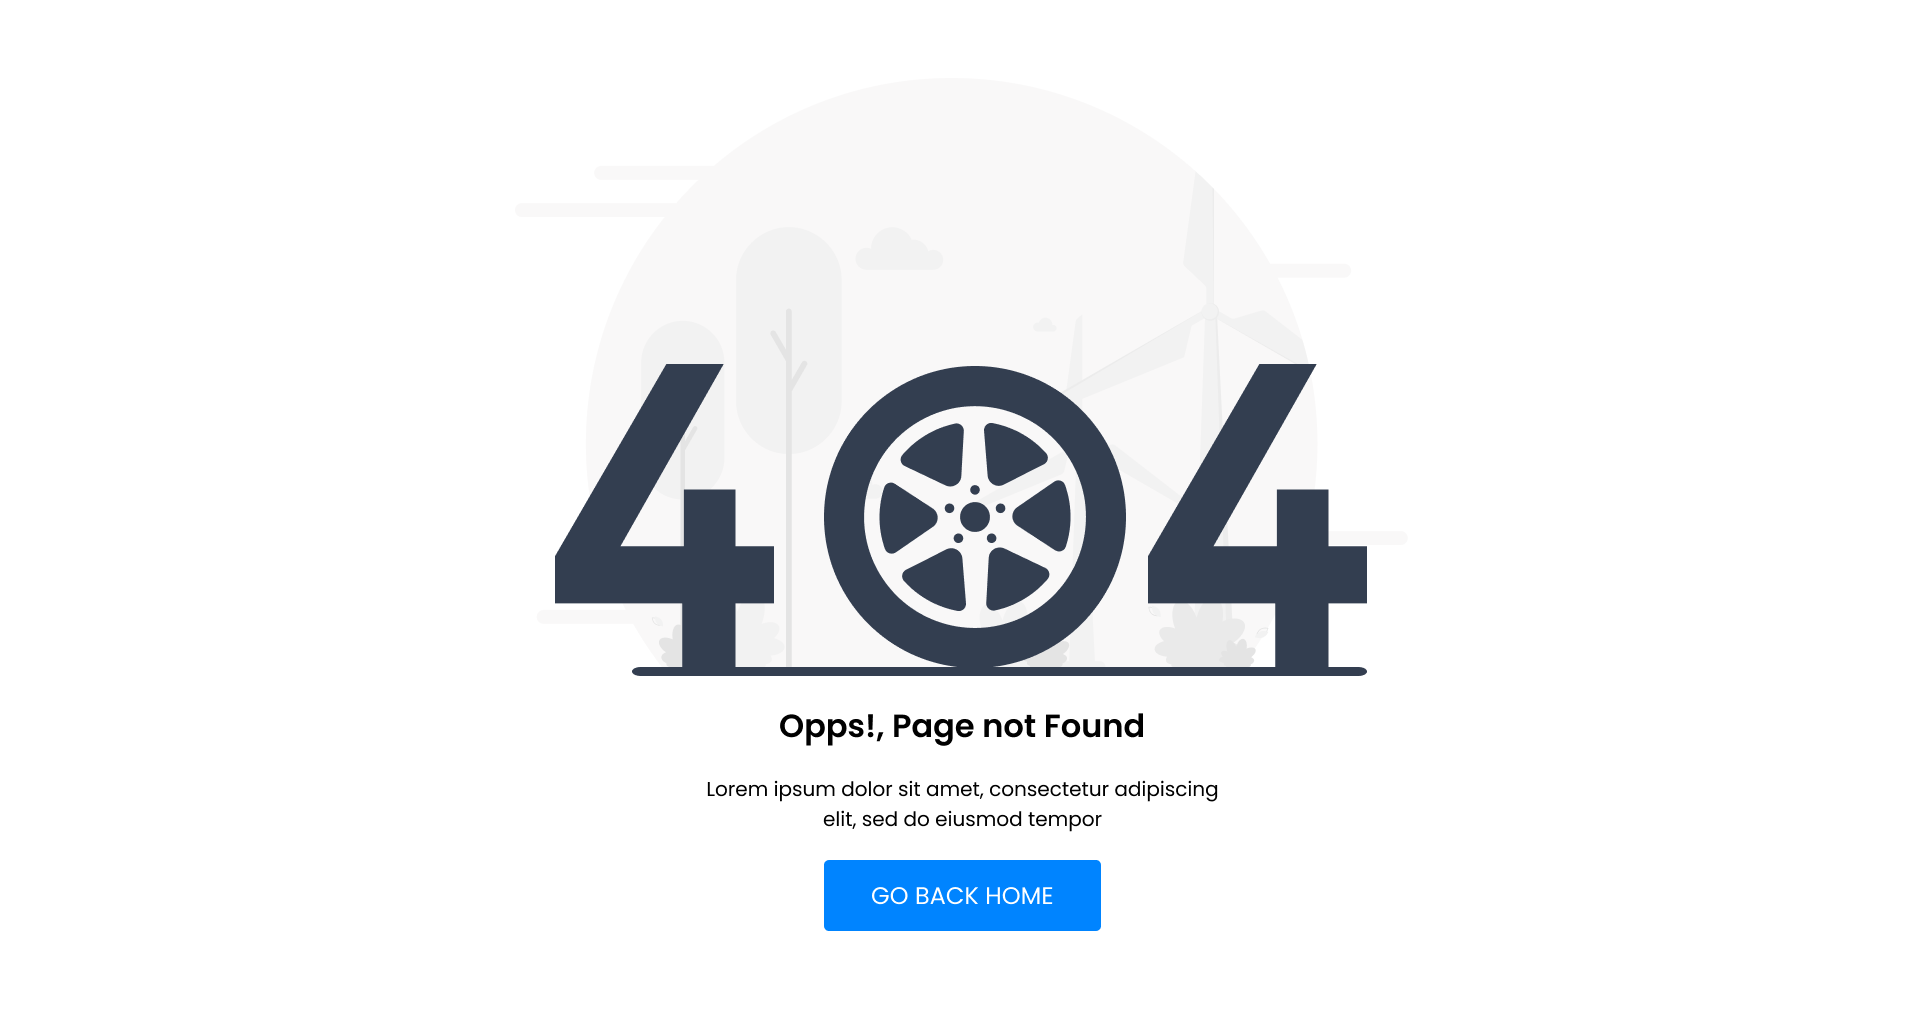 404
Opps!, Page not Found
Lorem ipsum dolor sit amet, consectetur adipiscing
elit, sed do eiusmod tempor
GO BACK HOME